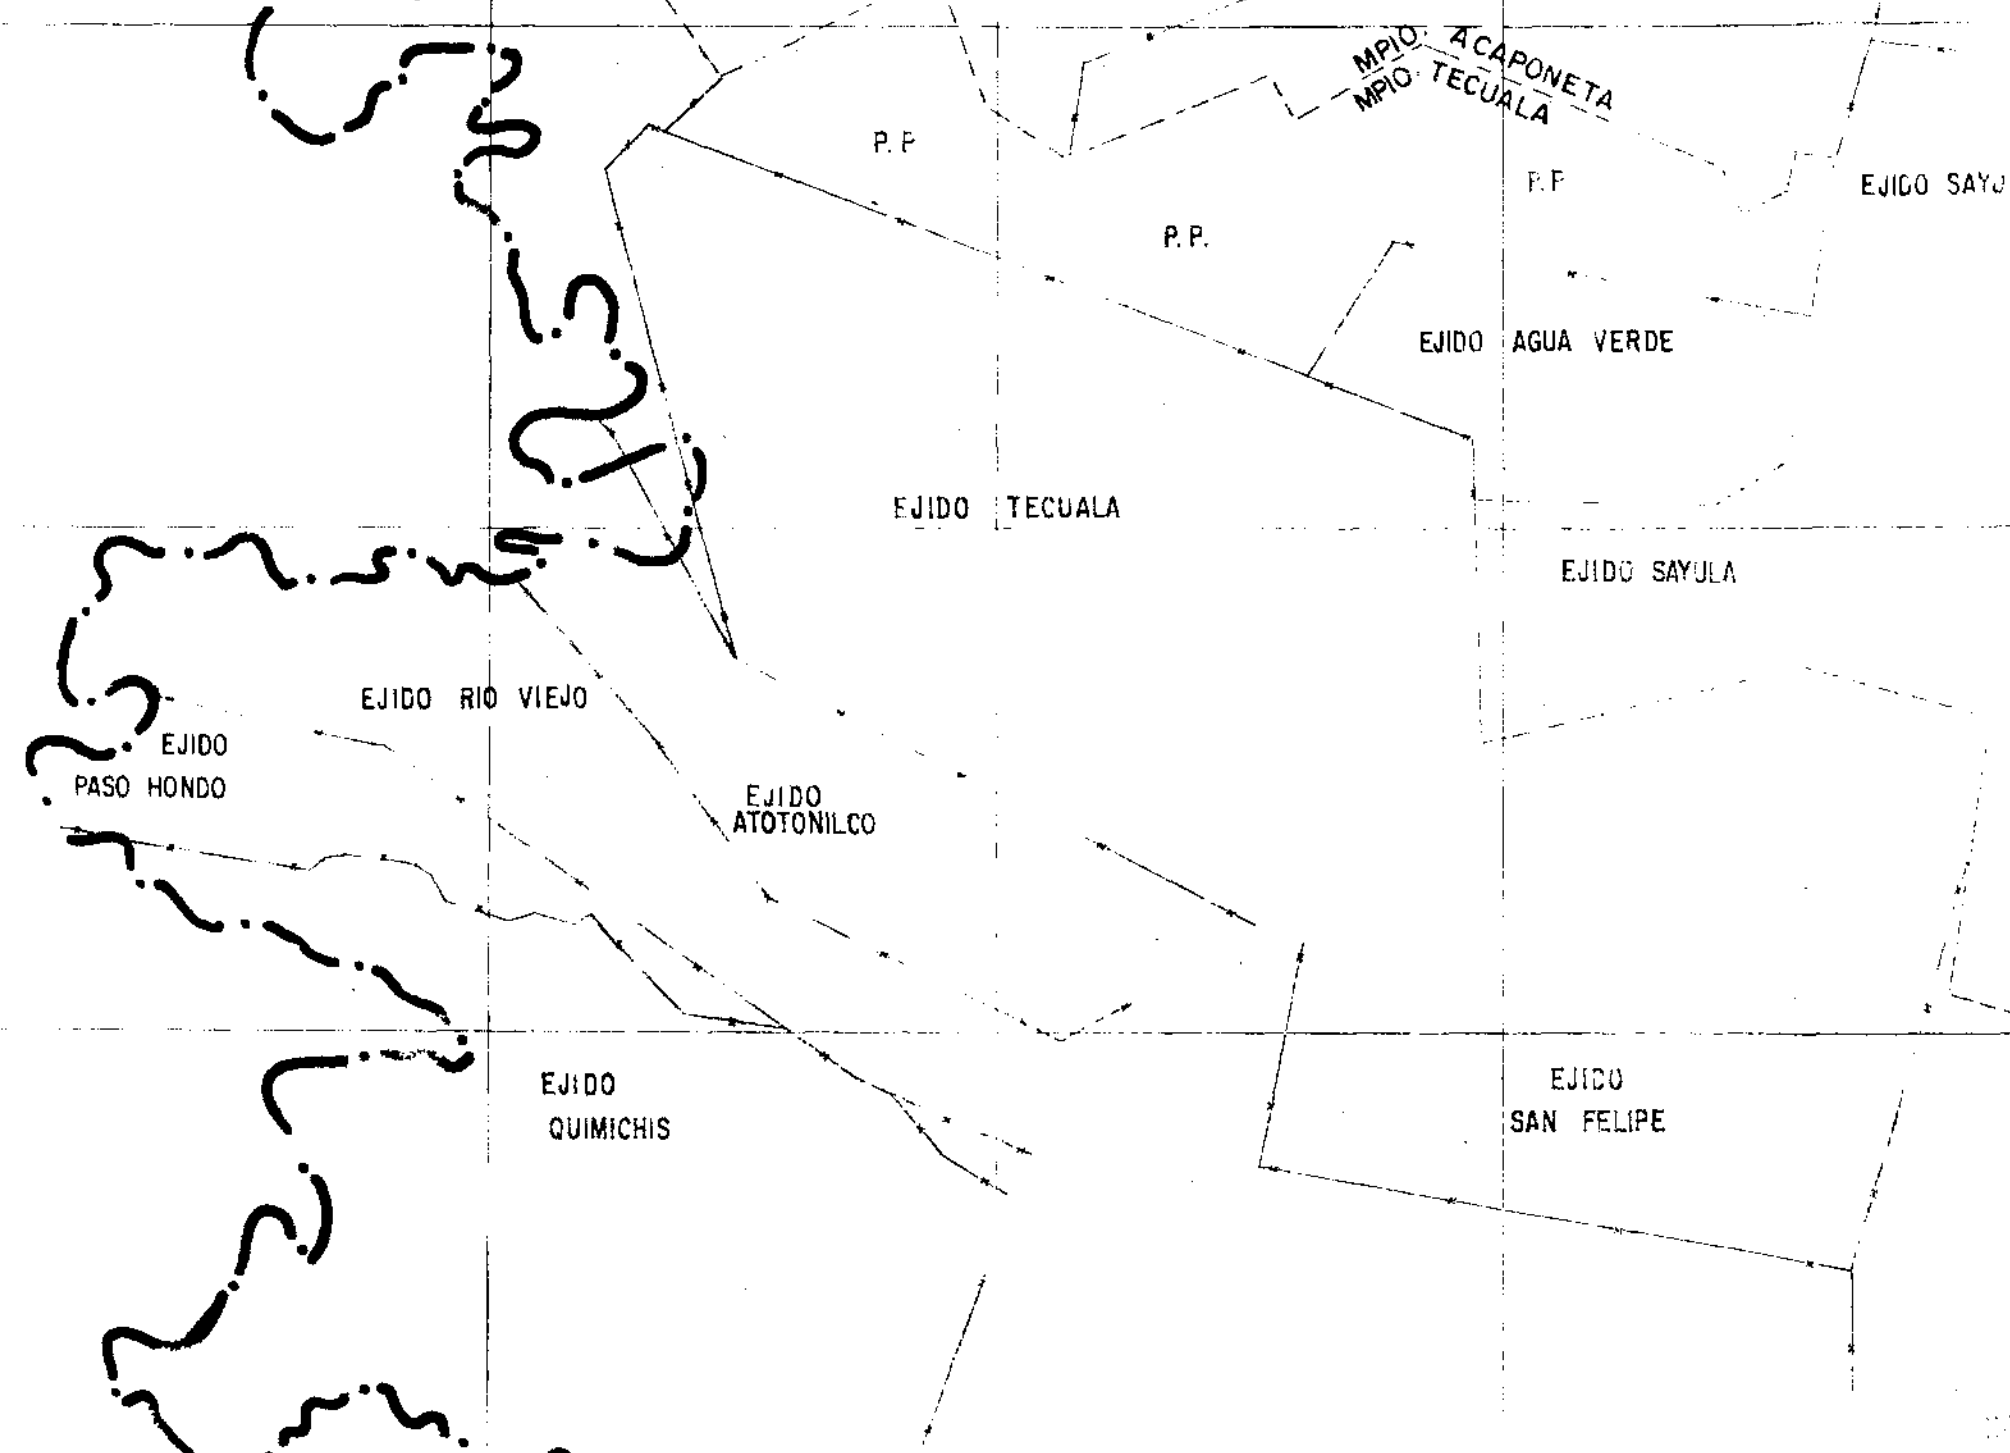 MPIO. ACAPONETA
MPIO. TECUALA
P. P
P. P
EJIDO SAYU
P. P.
EJIDO AGUA VERDE
EJIDO TECUALA
EJIDO SAYULA
EJIDO RIO VIEJO
EJIDO
PASO HONDO
EJIDO
ATOTONILCO
EJIDO
QUIMICHIS
EJIDO
SAN FELIPE